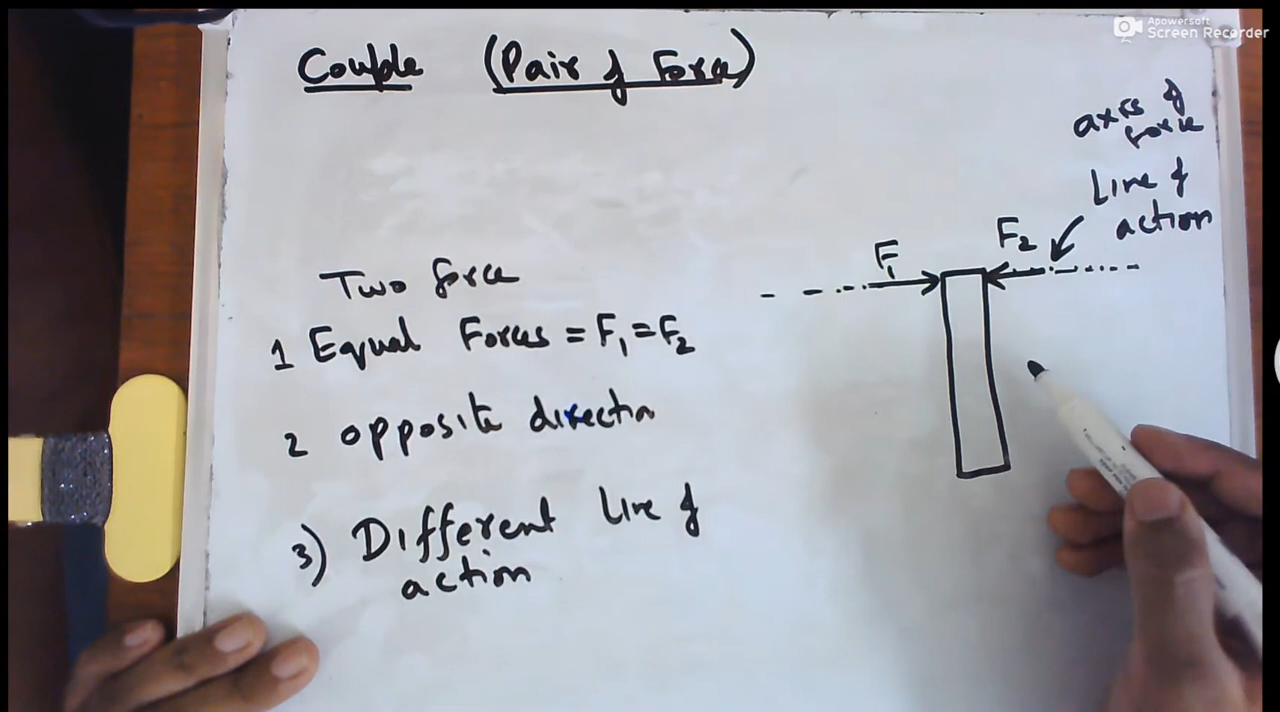 Apowersoft
Screen Recorder
Couple (Pair of Force)
axis of
force
Line of
action
F1
F2
Two force
1 Equal Forces = F1 = F2
2 opposite direction
3) Different Line of
action